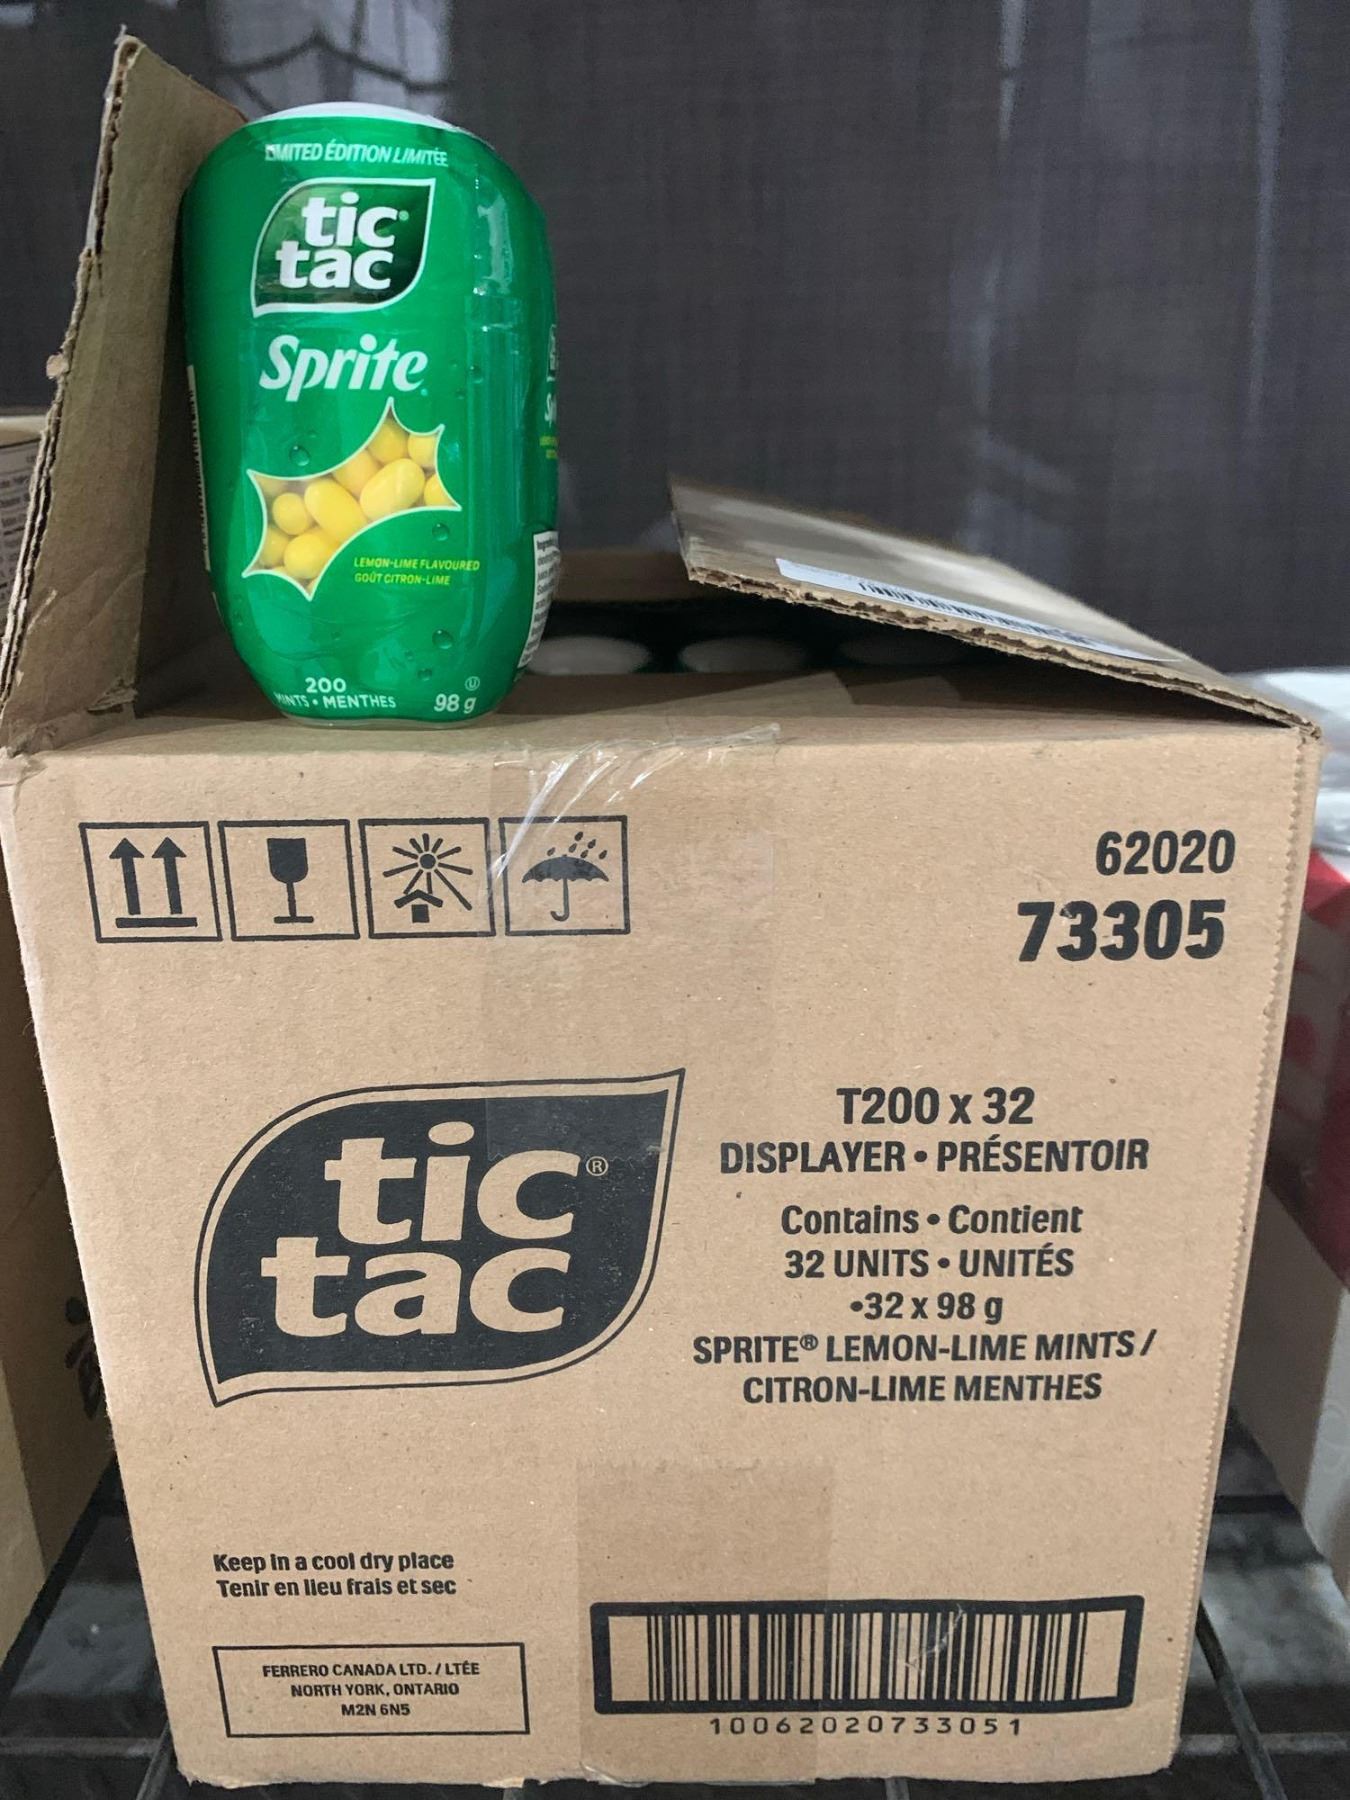 LIMITED ÉDITION LIMITÉE
tic
tac
Sprite
LEMON-LIME FLAVOURED
GOÛT CITRON-LIME
200
MINTS • MENTHES
98 g
62020
73305
tic®
tac
T200 x 32
DISPLAYER • PRÉSENTOIR
Contains • Contient
32 UNITS • UNITÉS
•32 x 98 g
SPRITE® LEMON-LIME MINTS /
CITRON-LIME MENTHES
Keep in a cool dry place
Tenir en lieu frais et sec
FERRERO CANADA LTD. / LTÉE
NORTH YORK, ONTARIO
M2N 6N5
10062020733051